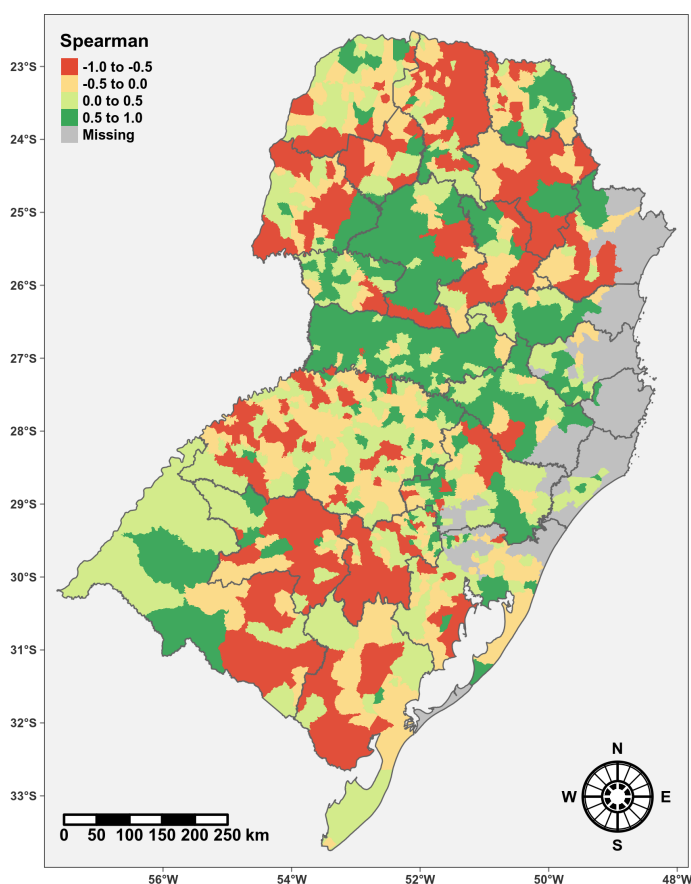 Spearman
-1.0 to -0.5
-0.5 to 0.0
0.0 to 0.5
0.5 to 1.0
Missing
23°S
24°S
25°S
26°S
27°S
28°S
29°S
30°S
31°S
32°S
33°S
N
W E
S
0 50 100 150 200 250 km
56°W 54°W 52°W 50°W 48°W